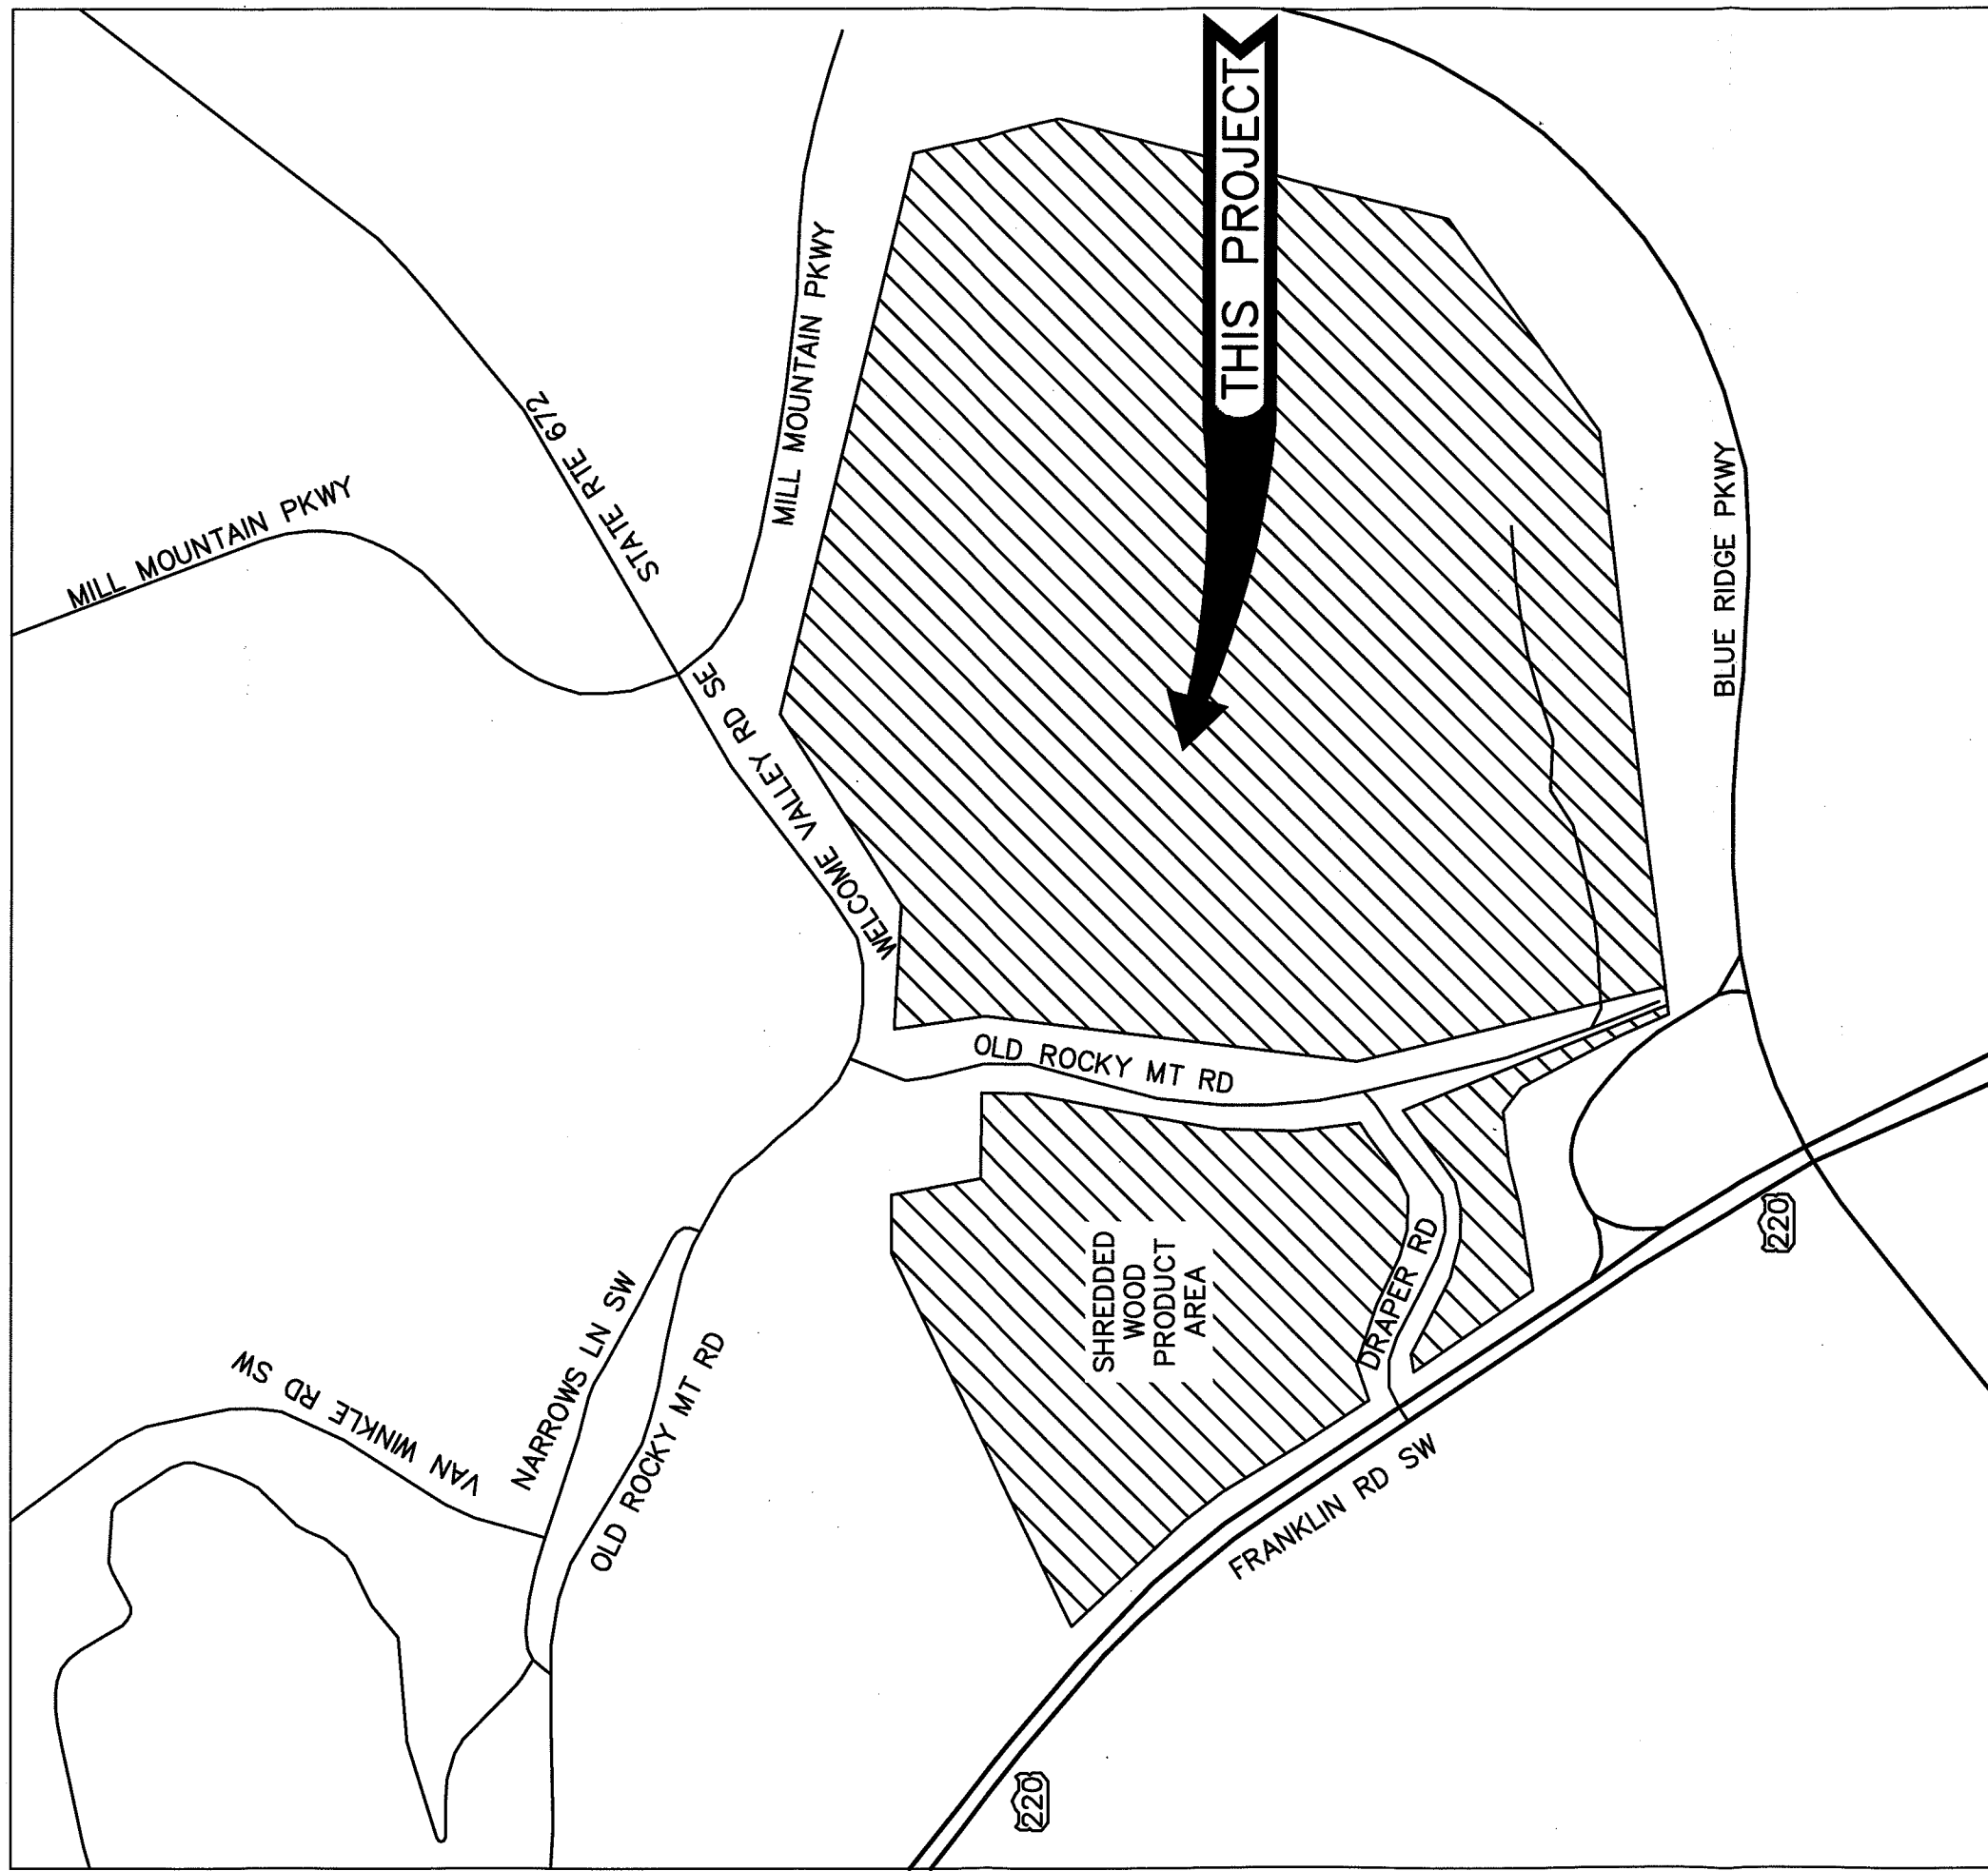 MILL MOUNTAIN PKWY
STATE RTE 672
MILL MOUNTAIN PKWY
THIS PROJECT
BLUE RIDGE PKWY
WELCOME VALLEY RD SE
OLD ROCKY MT RD
SHREDDED
WOOD
PRODUCT
AREA
DRAPER RD
220
VAN WINKLE RD SW
NARROWS LN SW
OLD ROCKY MT RD
FRANKLIN RD SW
220